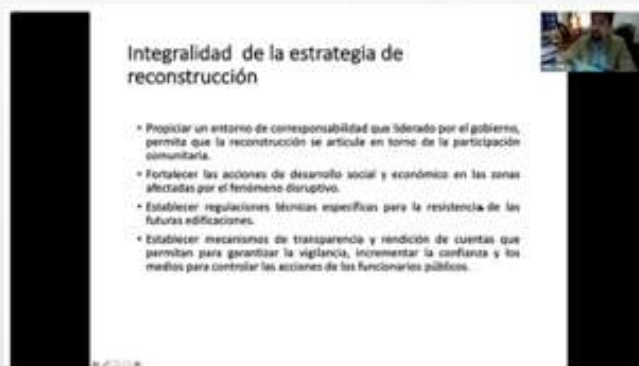 Integralidad de la estrategia de
reconstrucción
• Propiciar un entorno de corresponsabilidad que liderado por el gobierno,
permita que la reconstrucción se articule en torno de la participación
comunitaria.
• Fortalecer las acciones de desarrollo social y económico en las zonas
afectadas por el fenómeno disruptivo.
• Establecer regulaciones técnicas específicas para la resistencia de las
futuras edificaciones.
• Establecer mecanismos de transparencia y rendición de cuentas que
permitan para garantizar la vigilancia, incrementar la confianza y los
medios para controlar las acciones de los funcionarios públicos.